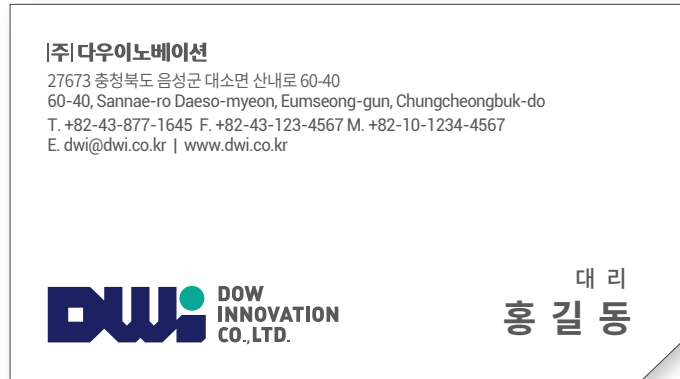 |주| 다우이노베이션
27673 충청북도 음성군 대소면 산내로 60-40
60-40, Sannae-ro Daeso-myeon, Eumseong-gun, Chungcheongbuk-do
T. +82-43-877-1645 F. +82-43-123-4567 M. +82-10-1234-4567
E. dwi@dwi.co.kr | www.dwi.co.kr
대 리
홍 길 동
DWi
DOW
INNOVATION
CO.,LTD.